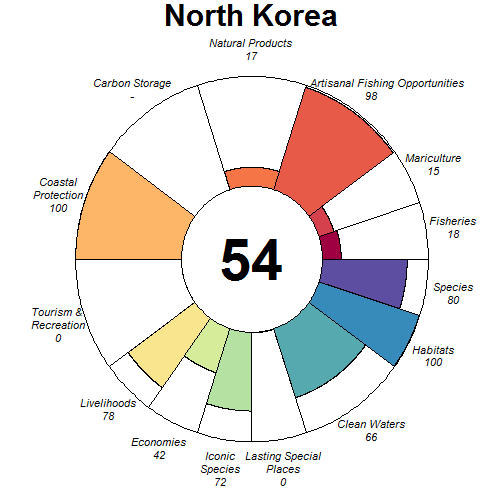 North Korea
Natural Products
17
Carbon Storage
-
Artisanal Fishing Opportunities
98
Mariculture
15
Coastal
Protection
100
Fisheries
18
54
Species
80
Tourism &
Recreation
0
Habitats
100
Livelihoods
78
Clean Waters
66
Economies
42
Iconic
Species
72
Lasting Special
Places
0